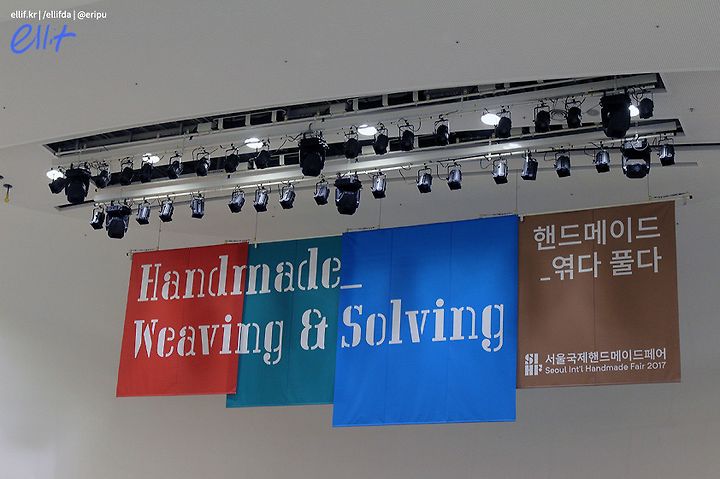 ellif.kr | /ellifda | @eripu
ellif
Handmade_
Weaving & Solving
핸드메이드
_엮다 풀다
SI
HF
서울국제핸드메이드페어
Seoul Int'l Handmade Fair 2017